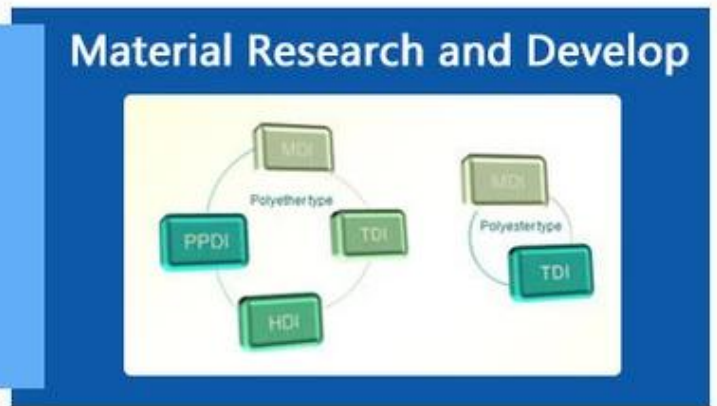 Material Research and Develop
MDI
Polyether type
PPDI
TDI
HDI
MDI
Polyester type
TDI